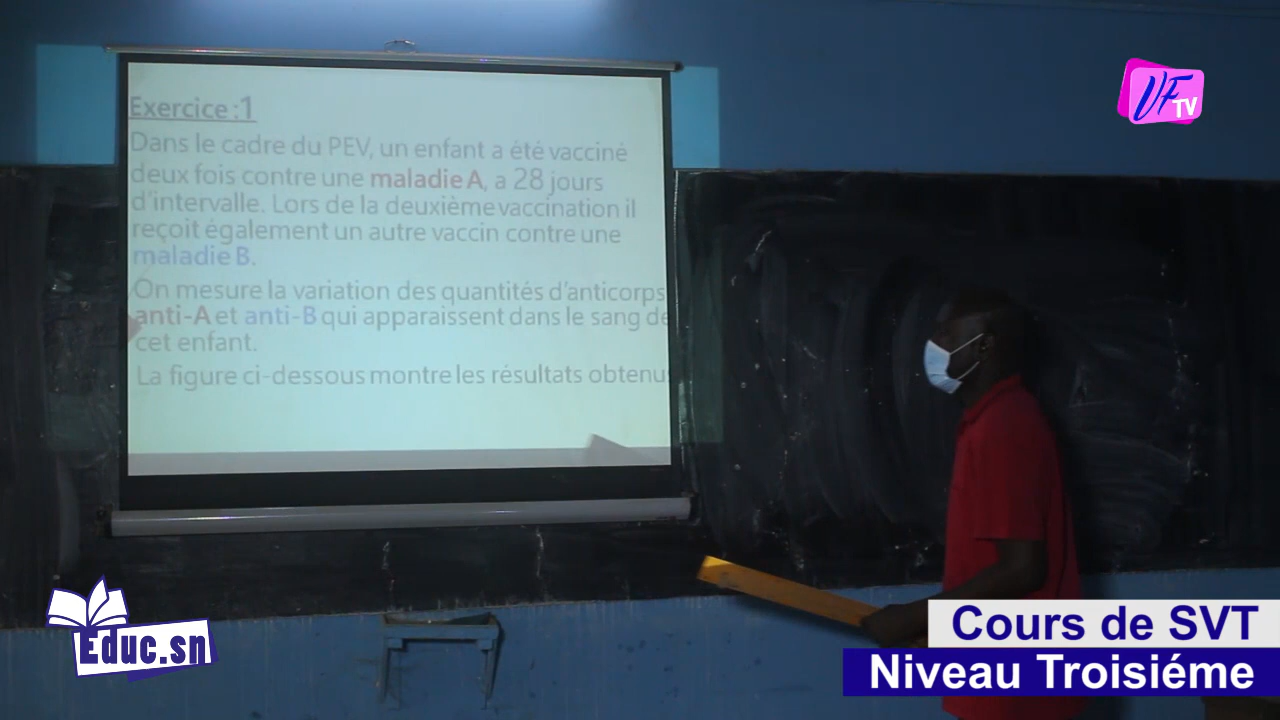 VF
TV
Exercice :1
Dans le cadre du PEV, un enfant a été vacciné
deux fois contre une maladie A, a 28 jours
d'intervalle. Lors de la deuxième vaccination il
reçoit également un autre vaccin contre une
maladie B.
On mesure la variation des quantités d'anticorps
anti-A et anti-B qui apparaissent dans le sang de
cet enfant.
La figure ci-dessous montre les résultats obtenus
Educ.sn
Cours de SVT
Niveau Troisiéme